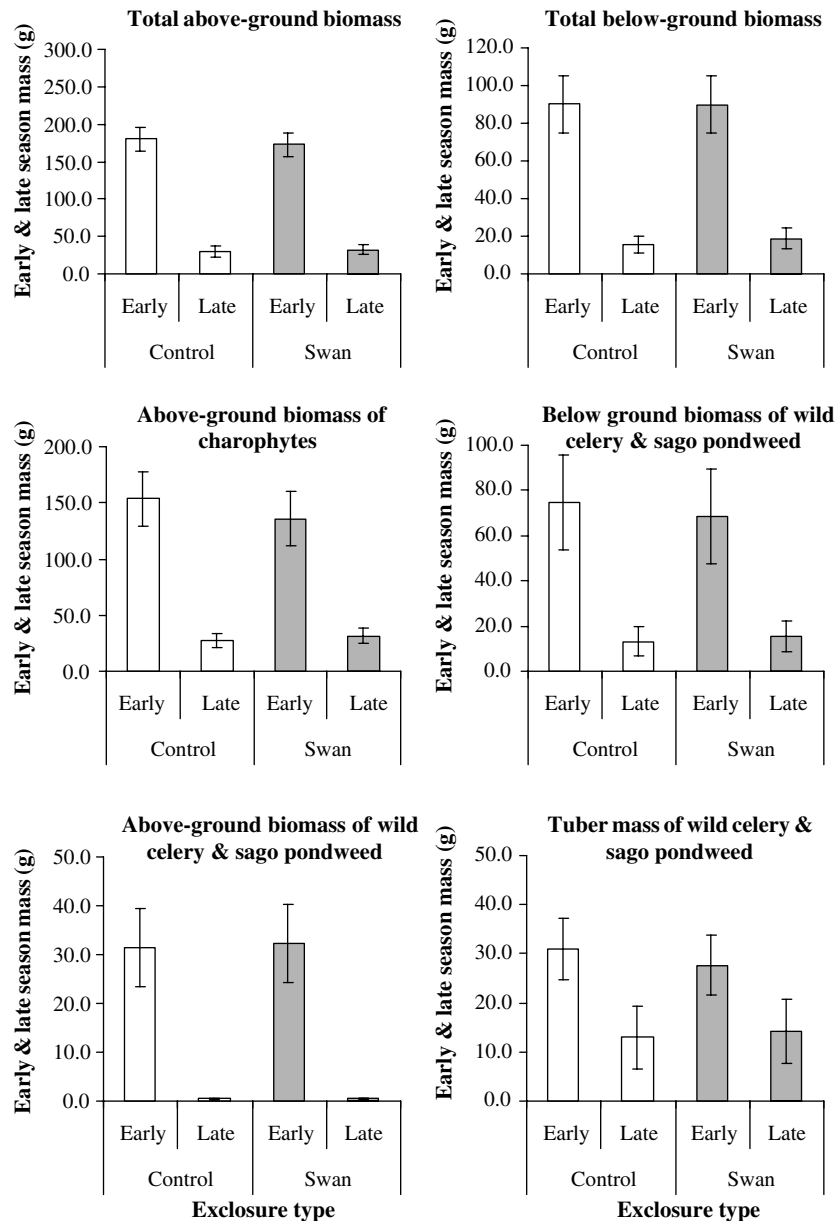 Total above-ground biomass
Early & late season mass (g)
300.0
250.0
200.0
150.0
100.0
50.0
0.0
Early Late Early Late
Control Swan
Total below-ground biomass
Early & late season mass (g)
120.0
100.0
80.0
60.0
40.0
20.0
0.0
Early Late Early Late
Control Swan
Above-ground biomass of
charophytes
Early & late season mass (g)
200.0
150.0
100.0
50.0
0.0
Early Late Early Late
Control Swan
Below ground biomass of wild
celery & sago pondweed
Early & late season mass (g)
100.0
80.0
60.0
40.0
20.0
0.0
Early Late Early Late
Control Swan
Above-ground biomass of wild
celery & sago pondweed
Early & late season mass (g)
50.0
40.0
30.0
20.0
10.0
0.0
Early Late Early Late
Control Swan
Exclosure type
Tuber mass of wild celery &
sago pondweed
Early & late season mass (g)
50.0
40.0
30.0
20.0
10.0
0.0
Early Late Early Late
Control Swan
Exclosure type